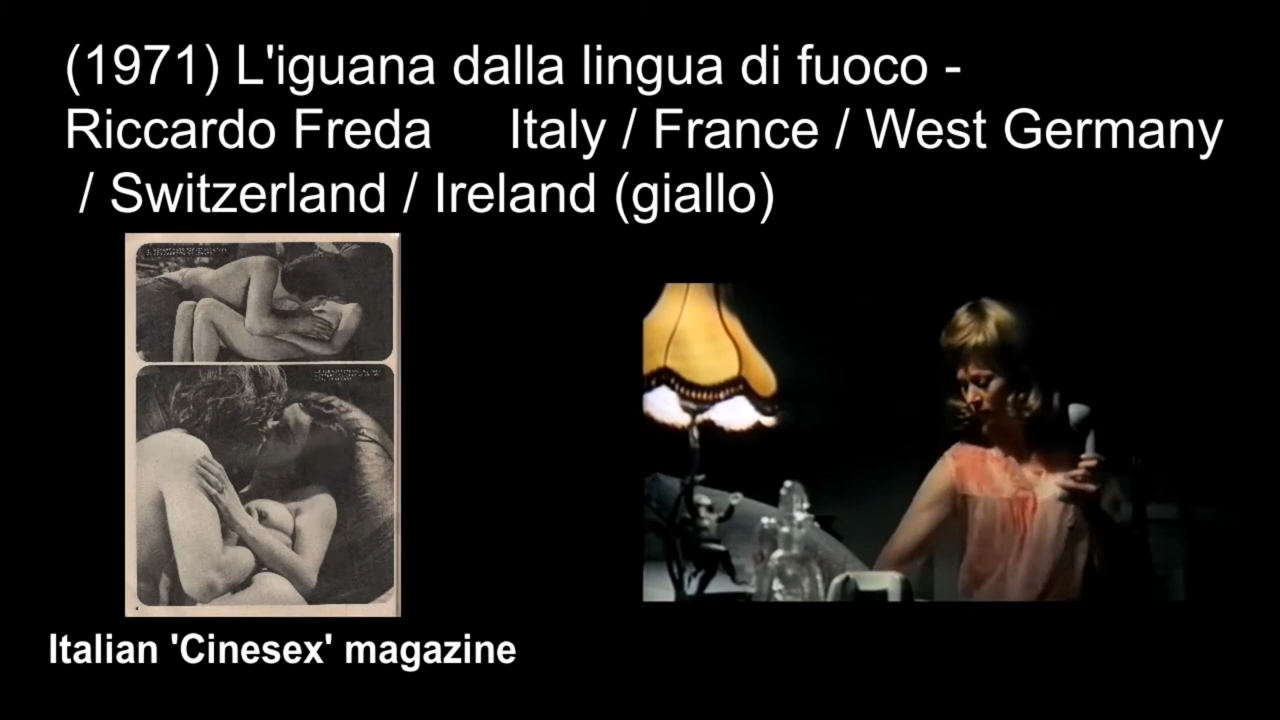 (1971) L'iguana dalla lingua di fuoco -
Riccardo Freda Italy / France / West Germany
/ Switzerland / Ireland (giallo)
Italian 'Cinesex' magazine